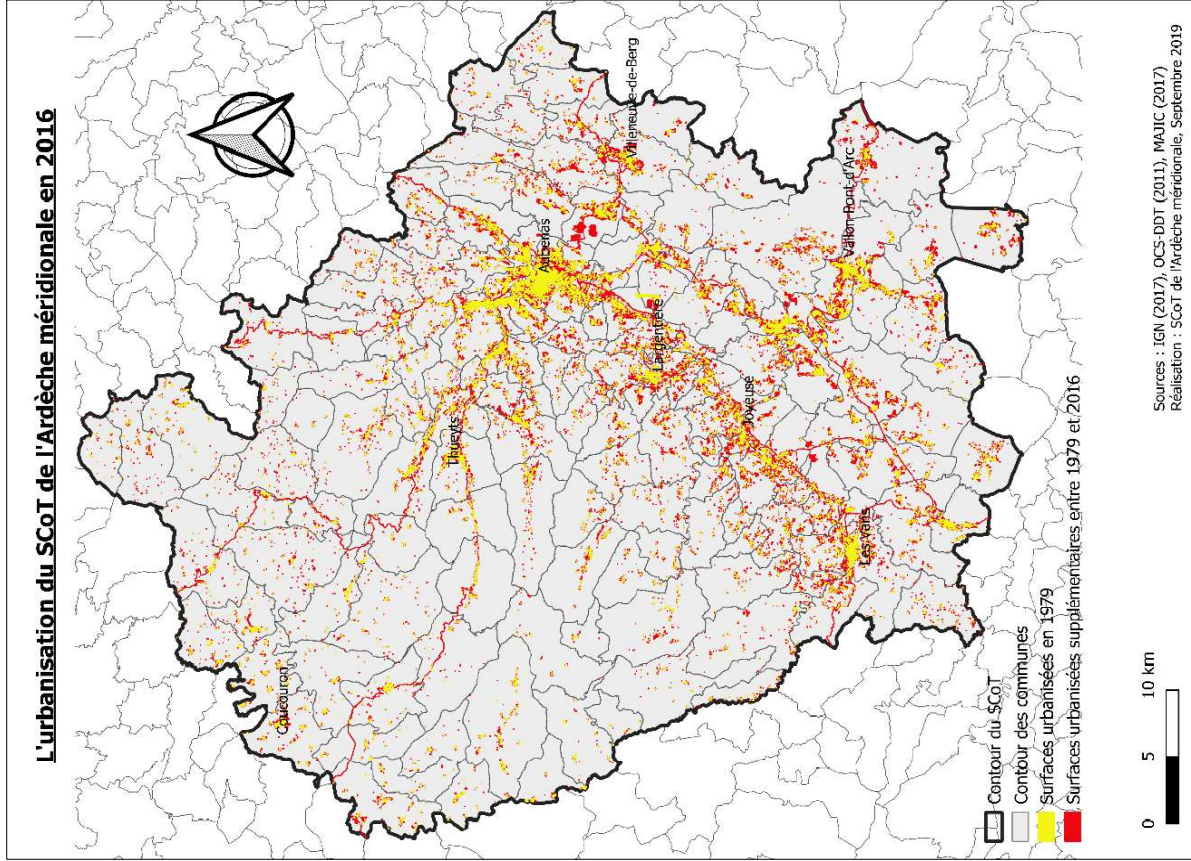 L'urbanisation du SCoT de l'Ardèche méridionale en 2016
Coucouron
Thueyts
Aubenas
Villeneuve-de-Berg
Largentière
Joyeuse
Vallon-Pont-d'Arc
Les Vans
Contour du SCoT
Contour des communes
Surfaces urbanisées en 1979
Surfaces urbanisées supplémentaires entre 1979 et 2016
0 5 10 km
Sources : IGN (2017), OCS-DDT (2011), MAJIC (2017)
Réalisation : SCoT de l'Ardèche méridionale, Septembre 2019